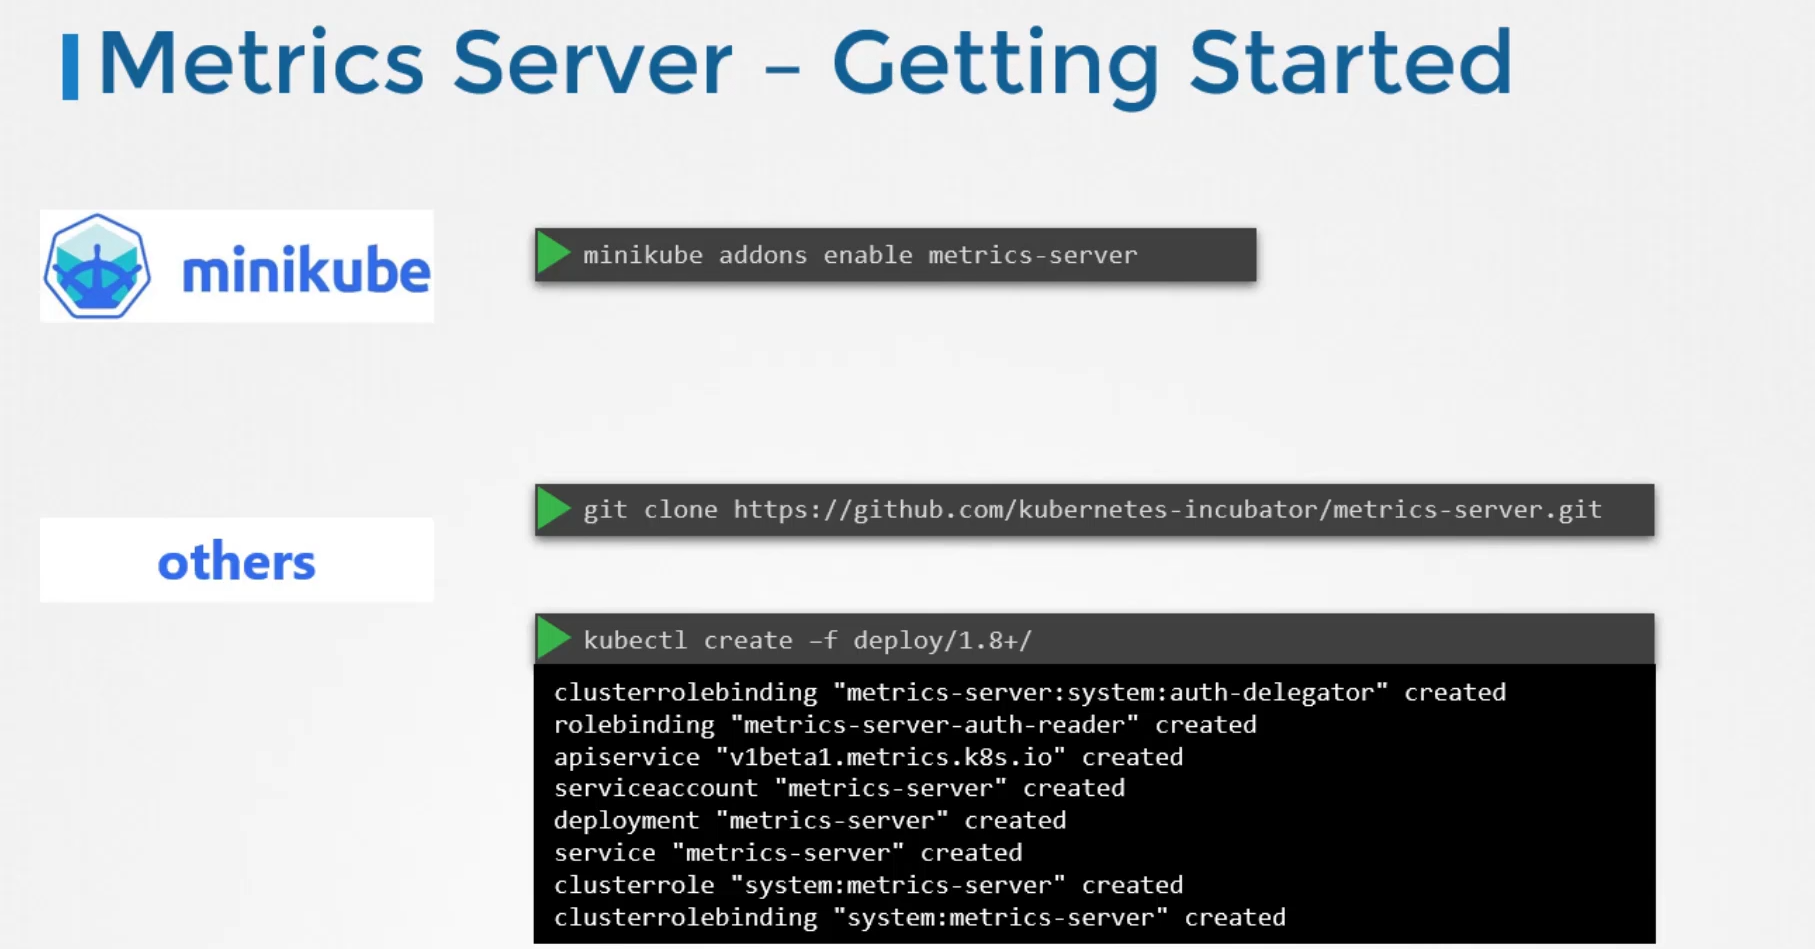 Metrics Server – Getting Started
minikube
minikube addons enable metrics-server
git clone https://github.com/kubernetes-incubator/metrics-server.git
others
kubectl create –f deploy/1.8+/
clusterrolebinding "metrics-server:system:auth-delegator" created
rolebinding "metrics-server-auth-reader" created
apiservice "v1beta1.metrics.k8s.io" created
serviceaccount "metrics-server" created
deployment "metrics-server" created
service "metrics-server" created
clusterrole "system:metrics-server" created
clusterrolebinding "system:metrics-server" created